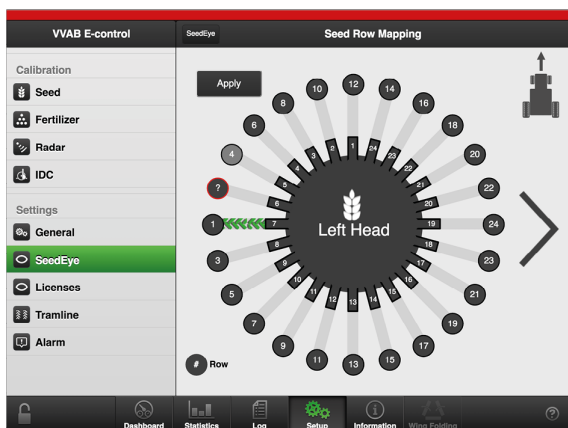 VVAB E-control
SeedEye
Seed Row Mapping
Calibration
Seed
Fertilizer
Radar
IDC
Settings
General
SeedEye
Licenses
Tramline
Alarm
Apply
12
10
14
8
16
6
18
4
20
?
22
1
24
3
23
5
21
7
19
9
17
11
15
13
1
2
24
3
23
4
22
5
21
6
20
7
19
8
18
9
17
10
16
11
15
12
14
13
Left Head
# Row
Dashboard
Statistics
Log
Setup
Information
Wing Folding
?